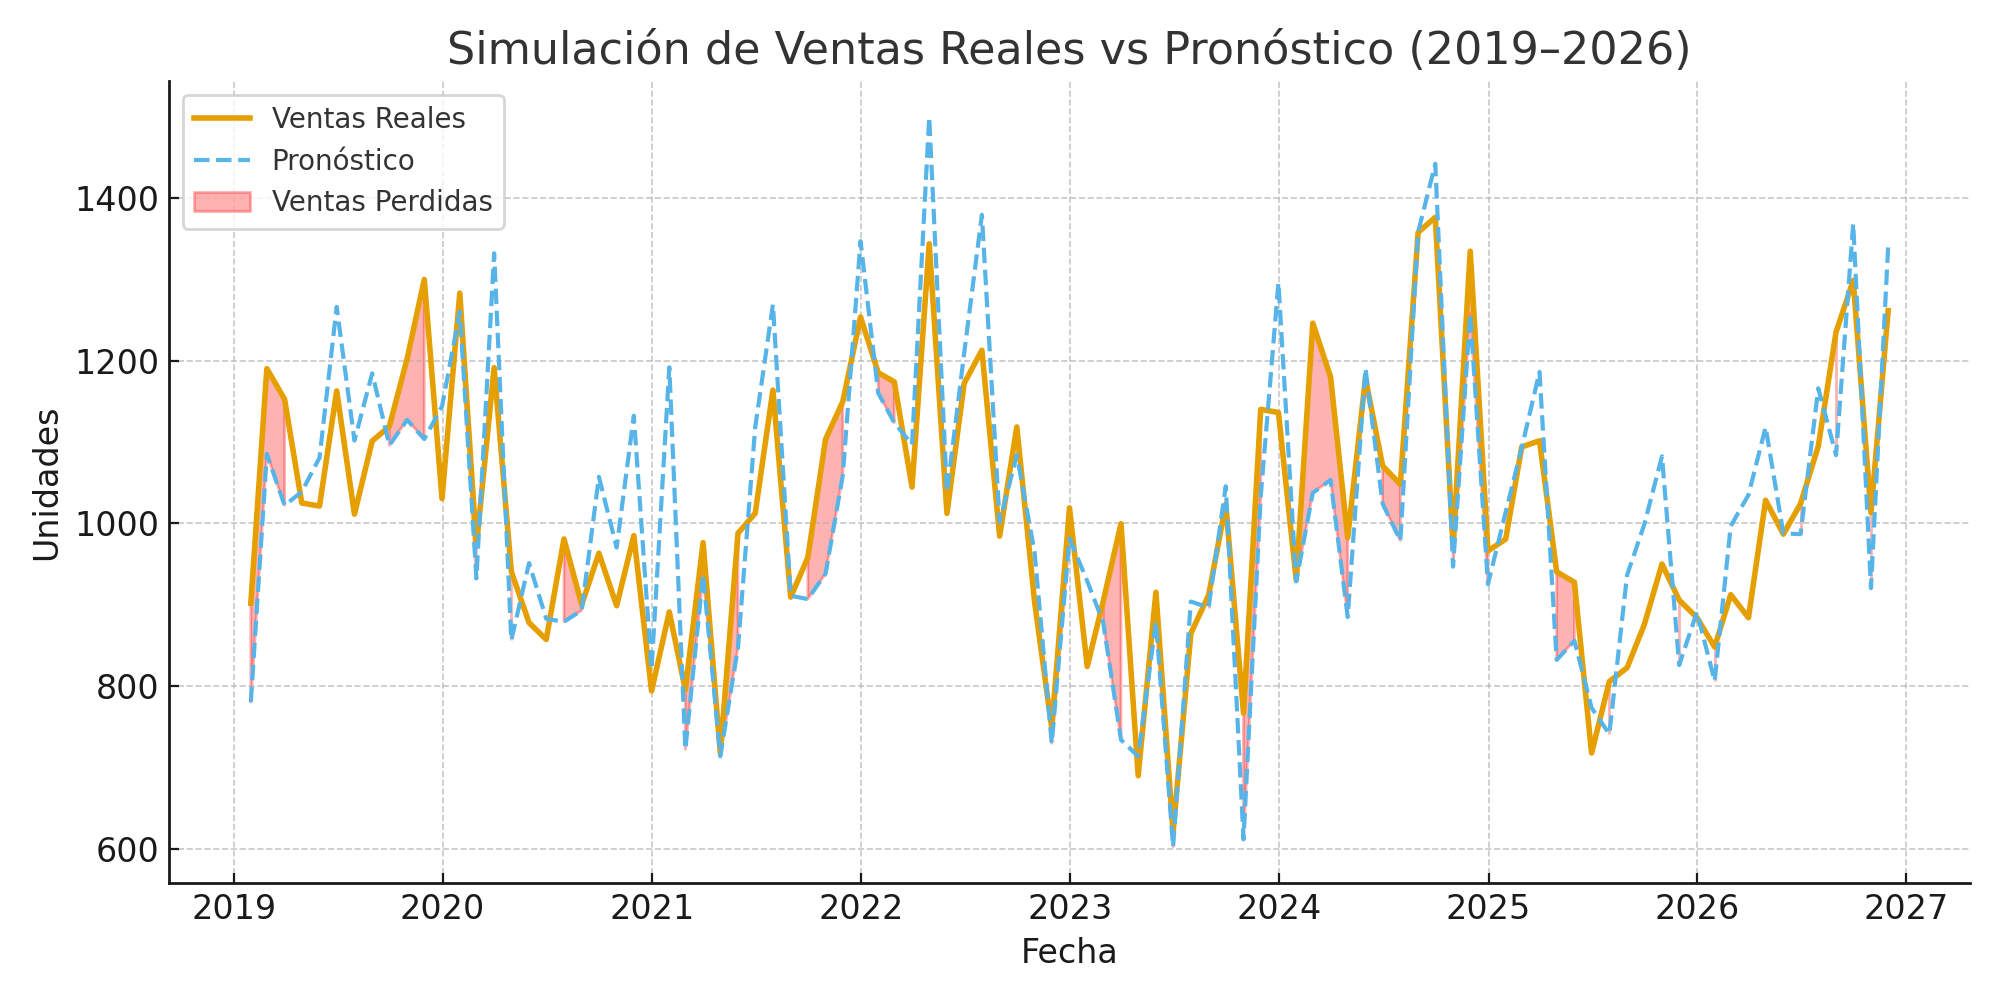 Simulación de Ventas Reales vs Pronóstico (2019–2026)
Ventas Reales
Pronóstico
Ventas Perdidas
Unidades
1400
1200
1000
800
600
2019 2020 2021 2022 2023 2024 2025 2026 2027
Fecha